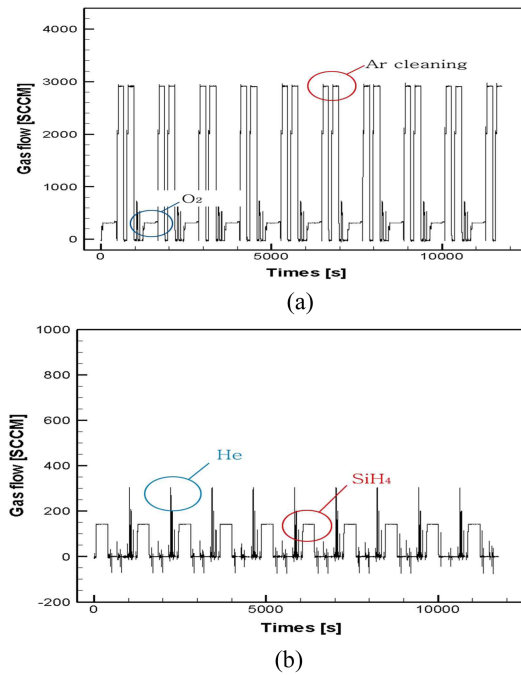 4000
Ar cleaning
3000
Gas flow [SCCM]
2000
1000
O₂
0
0
5000
10000
Times [s]
(a)
1000
800
600
Gas flow [SCCM]
He
400
SiH₄
200
0
-200
0
5000
10000
Times [s]
(b)